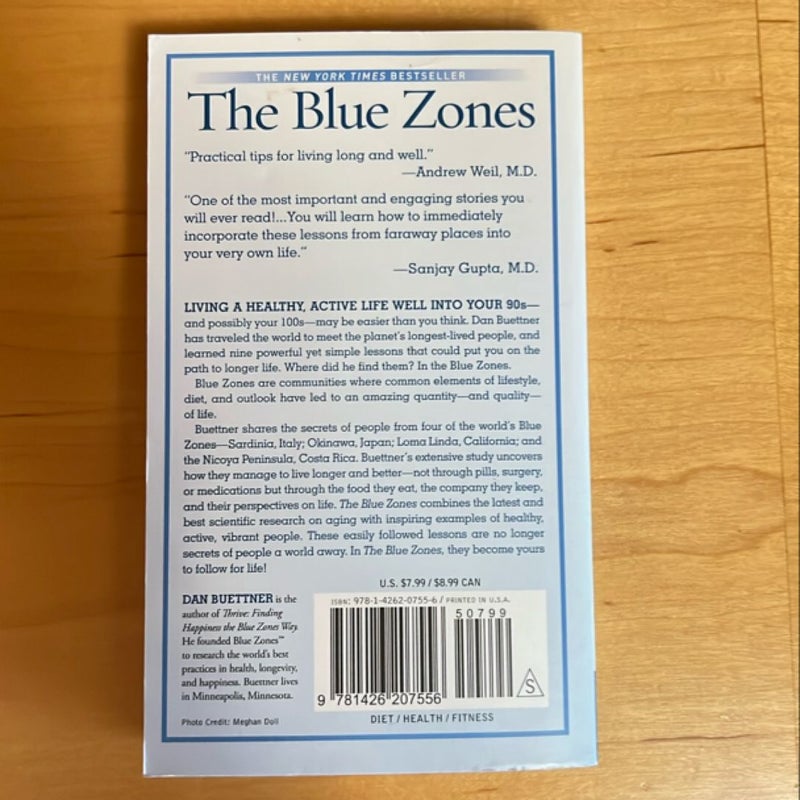 THE NEW YORK TIMES BESTSELLER
The Blue Zones
"Practical tips for living long and well."
—Andrew Weil, M.D.
"One of the most important and engaging stories you
will ever read!...You will learn how to immediately
incorporate these lessons from faraway places into
your very own life."
—Sanjay Gupta, M.D.
LIVING A HEALTHY, ACTIVE LIFE WELL INTO YOUR 90s—
and possibly your 100s—may be easier than you think. Dan Buettner
has traveled the world to meet the planet's longest-lived people, and
learned nine powerful yet simple lessons that could put you on the
path to longer life. Where did he find them? In the Blue Zones.
Blue Zones are communities where common elements of lifestyle,
diet, and outlook have led to an amazing quantity—and quality—
of life.
Buettner shares the secrets of people from four of the world's Blue
Zones—Sardinia, Italy; Okinawa, Japan; Loma Linda, California; and
the Nicoya Peninsula, Costa Rica. Buettner's extensive study uncovers
how they manage to live longer and better—not through pills, surgery,
or medications but through the food they eat, the company they keep,
and their perspectives on life. The Blue Zones combines the latest and
best scientific research on aging with inspiring examples of healthy,
active, vibrant people. These easily followed lessons are no longer
secrets of people a world away. In The Blue Zones, they become yours
to follow for life!
U.S. $7.99 / $8.99 CAN
DAN BUETTNER is the
author of Thrive: Finding
Happiness the Blue Zones Way.
He founded Blue Zones™
to research the world's best
practices in health, longevity,
and happiness. Buettner lives
in Minneapolis, Minnesota.
Photo Credit: Meghan Doll
ISBN: 978-1-4262-0755-6 / PRINTED IN U.S.A.
50799
9 781426 207556
S
DIET / HEALTH / FITNESS